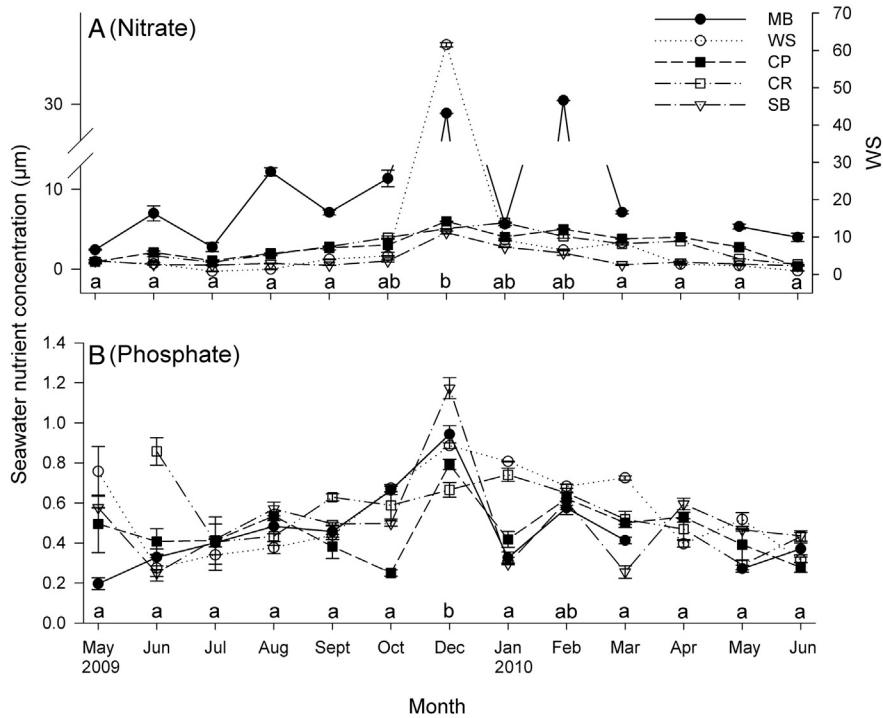 A (Nitrate)
MB
WS
CP
CR
SB
30
10
0
70
60
50
40
30
20
10
0
WS
a a a a a ab b ab ab a a a a
Seawater nutrient concentration (μm)
B (Phosphate)
1.4
1.2
1.0
0.8
0.6
0.4
0.2
0.0
a a a a a a b a ab a a a a
May Jun Jul Aug Sept Oct Dec Jan Feb Mar Apr May Jun
2009 2010
Month